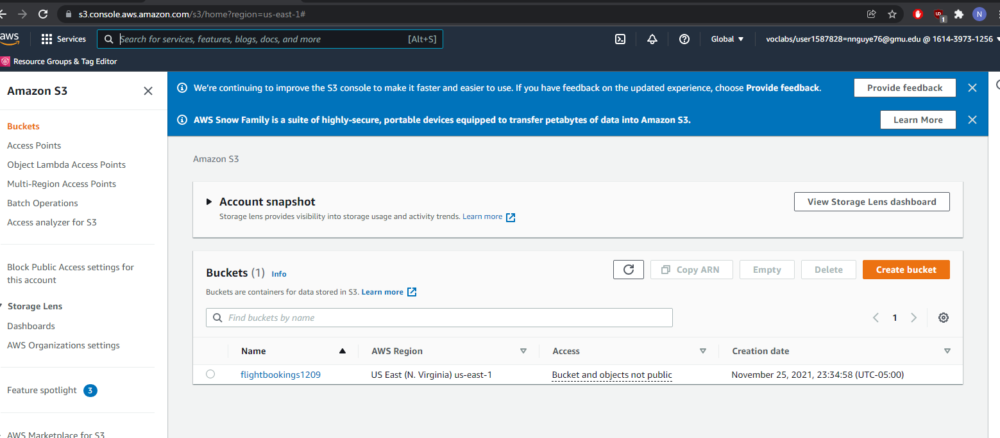 s3.console.aws.amazon.com/s3/home?region=us-east-1#
UD 1 N
aws Services Search for services, features, blogs, docs, and more [Alt+S] Global ▼ voclabs/user1587828=nnguye76@gmu.edu @ 1614-3973-1256
Resource Groups & Tag Editor
Amazon S3
Buckets
Access Points
Object Lambda Access Points
Multi-Region Access Points
Batch Operations
Access analyzer for S3
Block Public Access settings for
this account
Storage Lens
Dashboards
AWS Organizations settings
Feature spotlight 3
AWS Marketplace for S3
We're continuing to improve the S3 console to make it faster and easier to use. If you have feedback on the updated experience, choose Provide feedback. Provide feedback
AWS Snow Family is a suite of highly-secure, portable devices equipped to transfer petabytes of data into Amazon S3. Learn More
Amazon S3
Account snapshot View Storage Lens dashboard
Storage lens provides visibility into storage usage and activity trends. Learn more
Buckets (1) Info Copy ARN Empty Delete Create bucket
Buckets are containers for data stored in S3. Learn more
Find buckets by name 1
Name AWS Region Access Creation date
flightbookings1209 US East (N. Virginia) us-east-1 Bucket and objects not public November 25, 2021, 23:34:58 (UTC-05:00)